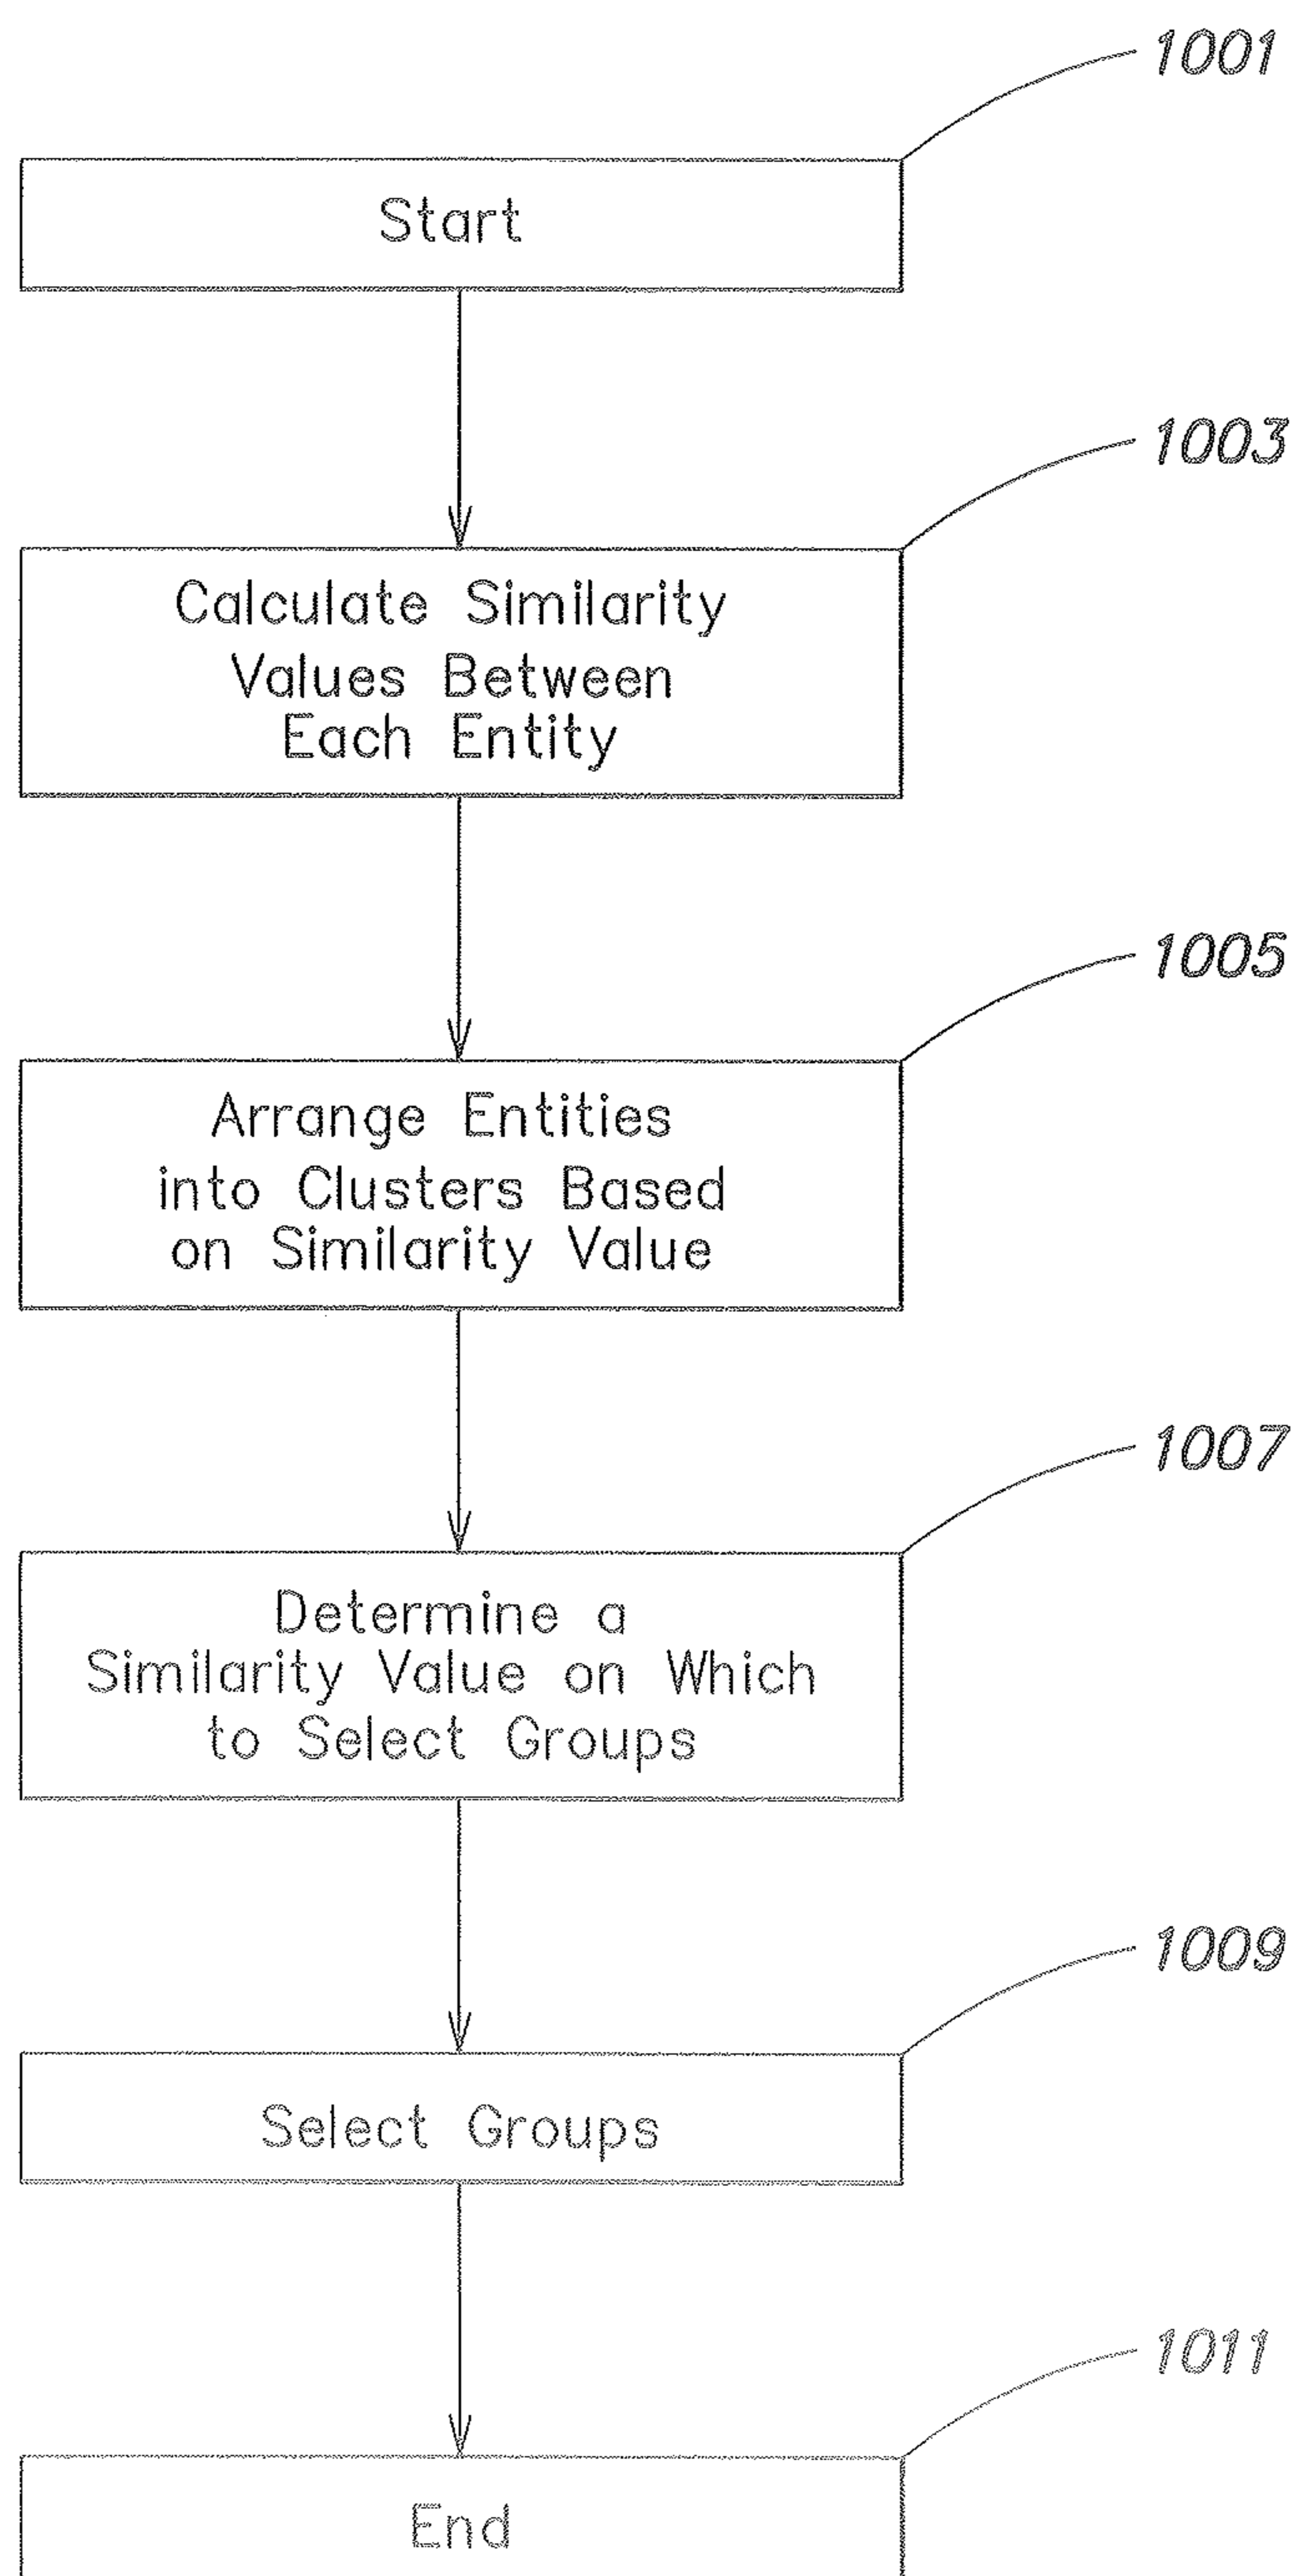 1001
Start
1003
Calculate Similarity
Values Between
Each Entity
1005
Arrange Entities
into Clusters Based
on Similarity Value
1007
Determine a
Similarity Value on Which
to Select Groups
1009
Select Groups
1011
End